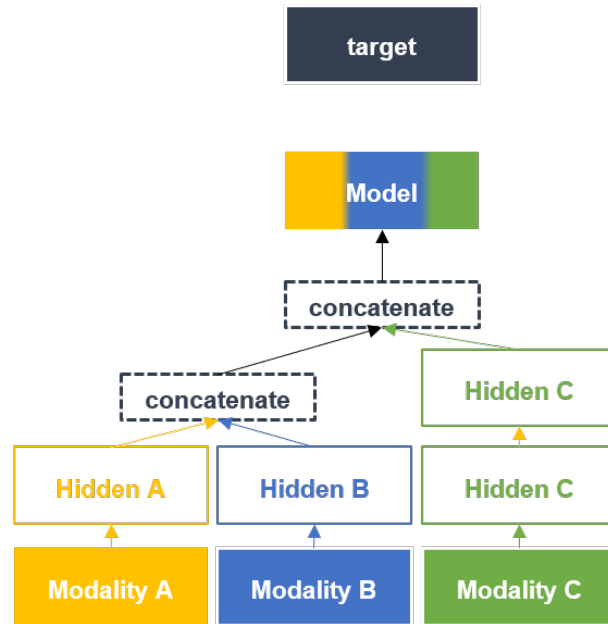 target
Model
concatenate
Hidden C
concatenate
Hidden A
Hidden B
Hidden C
Modality A
Modality B
Modality C